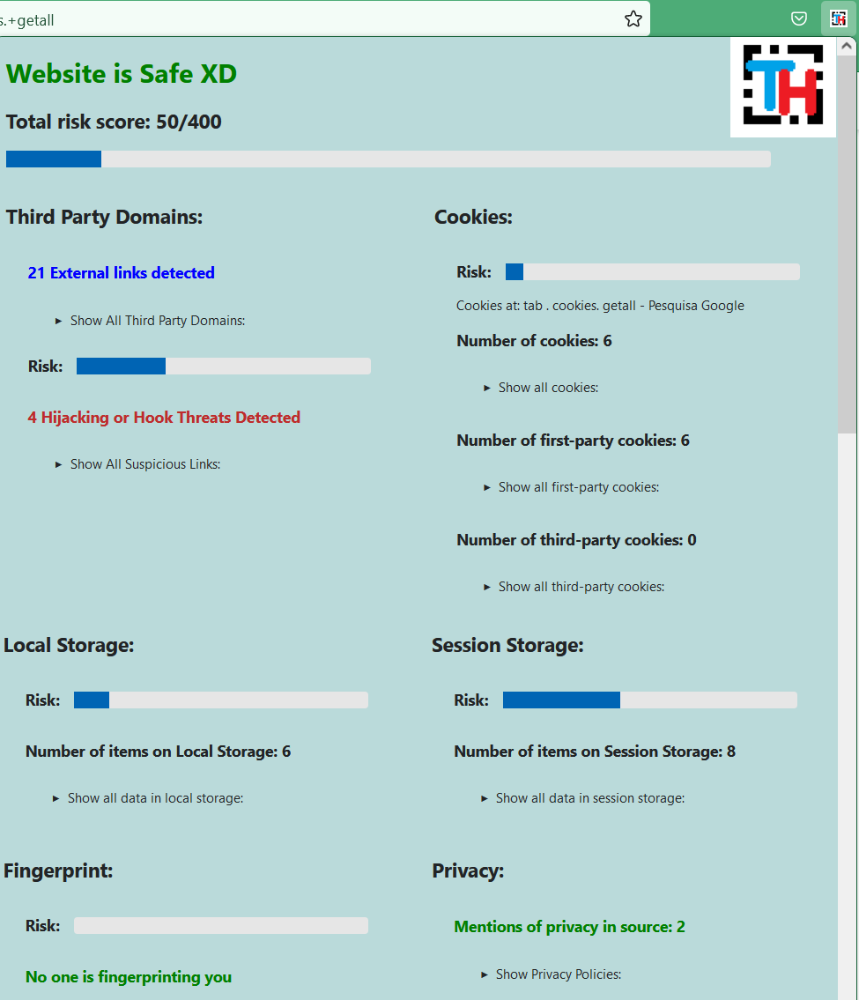 s.+getall
TH
Website is Safe XD
TH
Total risk score: 50/400
Third Party Domains:
21 External links detected
► Show All Third Party Domains:
Risk:
4 Hijacking or Hook Threats Detected
► Show All Suspicious Links:
Cookies:
Risk:
Cookies at: tab . cookies. getall - Pesquisa Google
Number of cookies: 6
► Show all cookies:
Number of first-party cookies: 6
► Show all first-party cookies:
Number of third-party cookies: 0
► Show all third-party cookies:
Local Storage:
Risk:
Number of items on Local Storage: 6
► Show all data in local storage:
Session Storage:
Risk:
Number of items on Session Storage: 8
► Show all data in session storage:
Fingerprint:
Risk:
No one is fingerprinting you
Privacy:
Mentions of privacy in source: 2
► Show Privacy Policies: